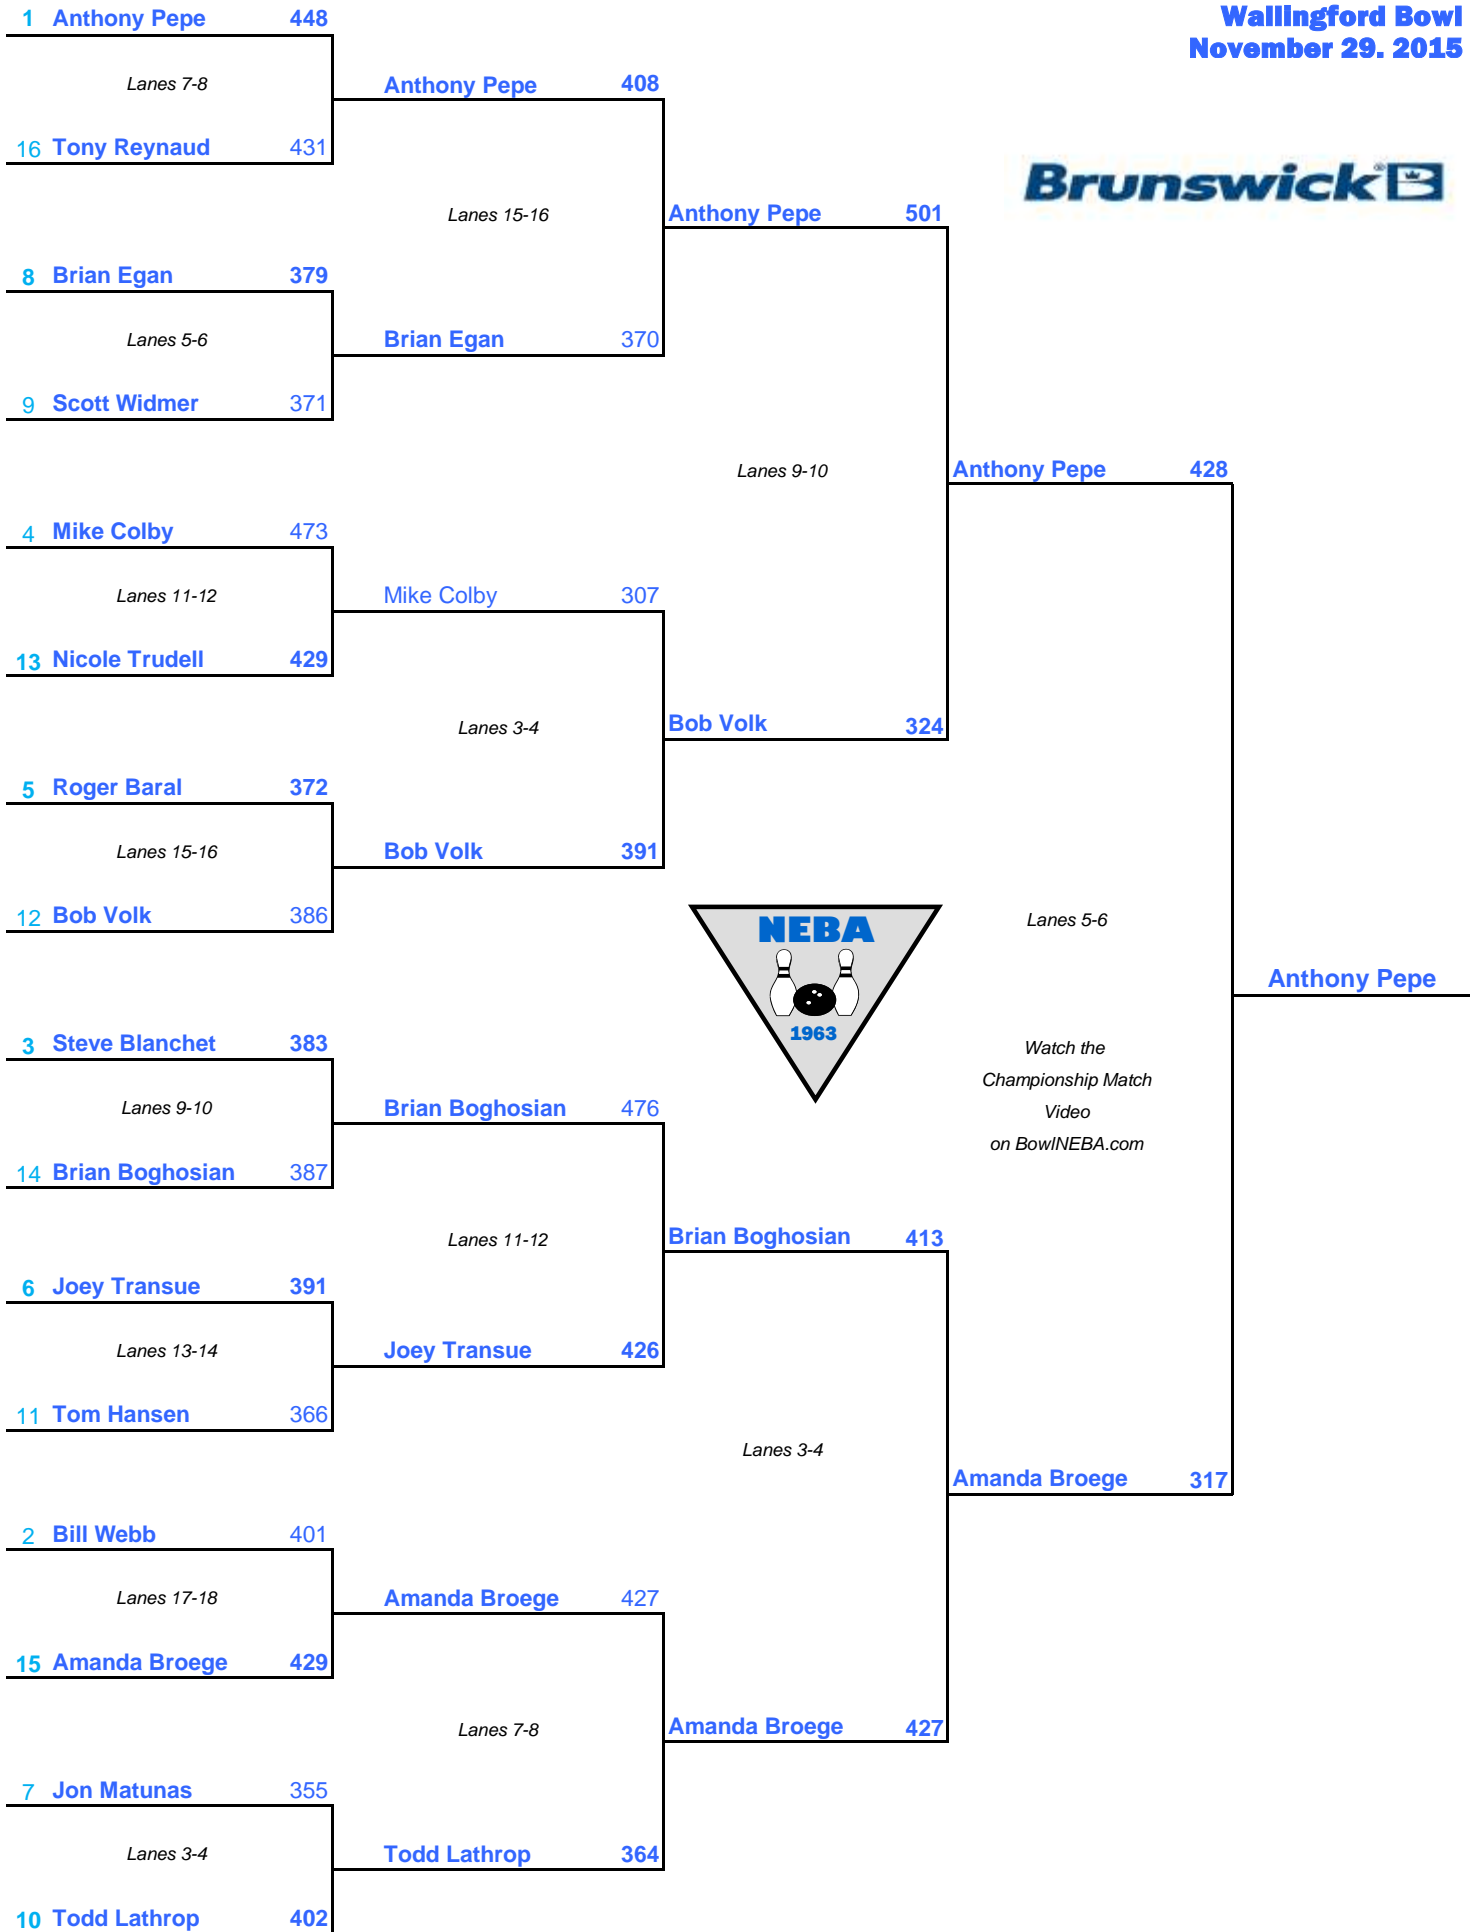 Wallingford Bowl
November 29. 2015
1 Anthony Pepe 448
Lanes 7-8
Anthony Pepe 408
16 Tony Reynaud 431
Brunswick®
Lanes 15-16
Anthony Pepe 501
8 Brian Egan 379
Lanes 5-6
Brian Egan 370
9 Scott Widmer 371
Lanes 9-10
Anthony Pepe 428
4 Mike Colby 473
Lanes 11-12
Mike Colby 307
13 Nicole Trudell 429
Lanes 3-4
Bob Volk 324
5 Roger Baral 372
Lanes 15-16
Bob Volk 391
12 Bob Volk 386
NEBA
1963
Lanes 5-6
Anthony Pepe
3 Steve Blanchet 383
Watch the
Championship Match
Video
on BowlNEBA.com
Lanes 9-10
Brian Boghosian 476
14 Brian Boghosian 387
Lanes 11-12
Brian Boghosian 413
6 Joey Transue 391
Lanes 13-14
Joey Transue 426
11 Tom Hansen 366
Lanes 3-4
Amanda Broege 317
2 Bill Webb 401
Lanes 17-18
Amanda Broege 427
15 Amanda Broege 429
Lanes 7-8
Amanda Broege 427
7 Jon Matunas 355
Lanes 3-4
Todd Lathrop 364
10 Todd Lathrop 402